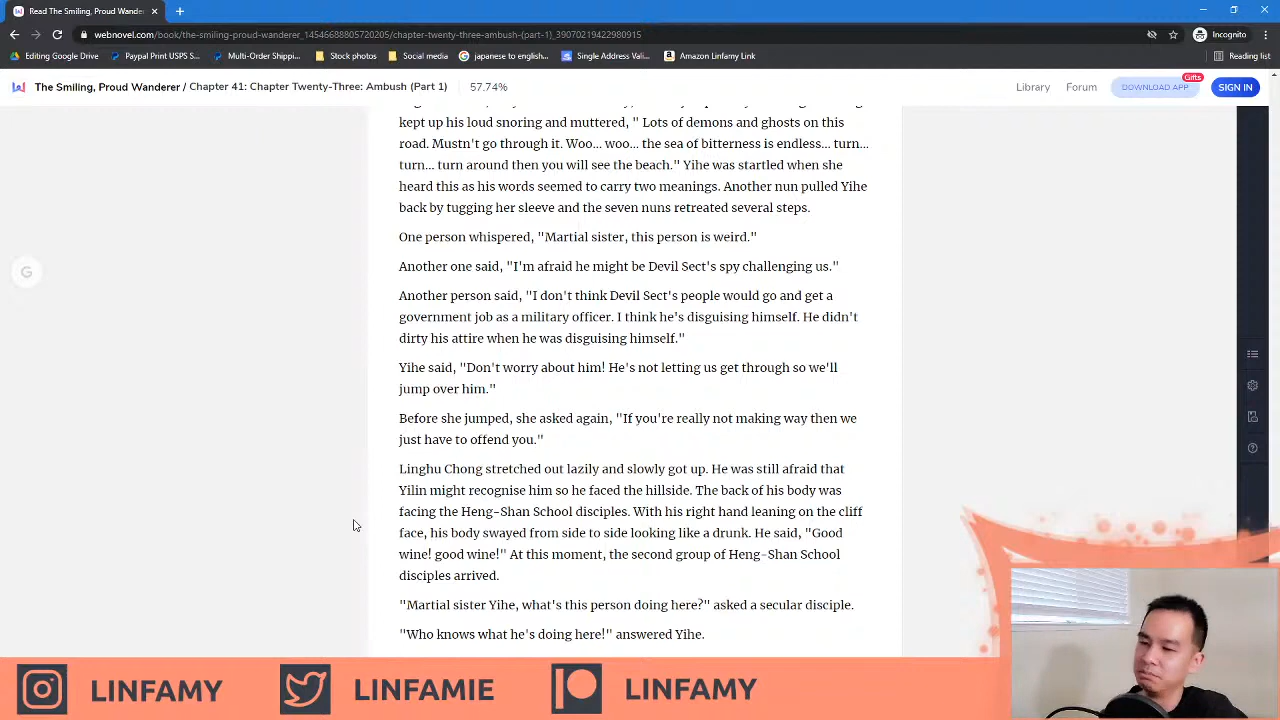 Read The Smiling, Proud Wander
Incognito
webnovel.com/book/the-smiling-proud-wanderer_14546688805720205/chapter-twenty-three-ambush-(part-1)_39070219422980915
Editing Google Drive
Paypal Print USPS S...
Multi-Order Shippi...
Stock photos
Social media
japanese to english...
Single Address Vali...
Amazon Linfamy Link
Reading list
The Smiling, Proud Wanderer / Chapter 41: Chapter Twenty-Three: Ambush (Part 1)
57.74%
Library
Forum
DOWNLOAD APP
Gifts
SIGN IN
kept up his loud snoring and muttered, " Lots of demons and ghosts on this
road. Mustn't go through it. Woo... woo... the sea of bitterness is endless... turn...
turn... turn around then you will see the beach." Yihe was startled when she
heard this as his words seemed to carry two meanings. Another nun pulled Yihe
back by tugging her sleeve and the seven nuns retreated several steps.
One person whispered, "Martial sister, this person is weird."
Another one said, "I'm afraid he might be Devil Sect's spy challenging us."
Another person said, "I don't think Devil Sect's people would go and get a
government job as a military officer. I think he's disguising himself. He didn't
dirty his attire when he was disguising himself."
Yihe said, "Don't worry about him! He's not letting us get through so we'll
jump over him."
Before she jumped, she asked again, "If you're really not making way then we
just have to offend you."
Linghu Chong stretched out lazily and slowly got up. He was still afraid that
Yilin might recognise him so he faced the hillside. The back of his body was
facing the Heng-Shan School disciples. With his right hand leaning on the cliff
face, his body swayed from side to side looking like a drunk. He said, "Good
wine! good wine!" At this moment, the second group of Heng-Shan School
disciples arrived.
"Martial sister Yihe, what's this person doing here?" asked a secular disciple.
"Who knows what he's doing here!" answered Yihe.
G
LINFAMY
LINFAMIE
LINFAMY